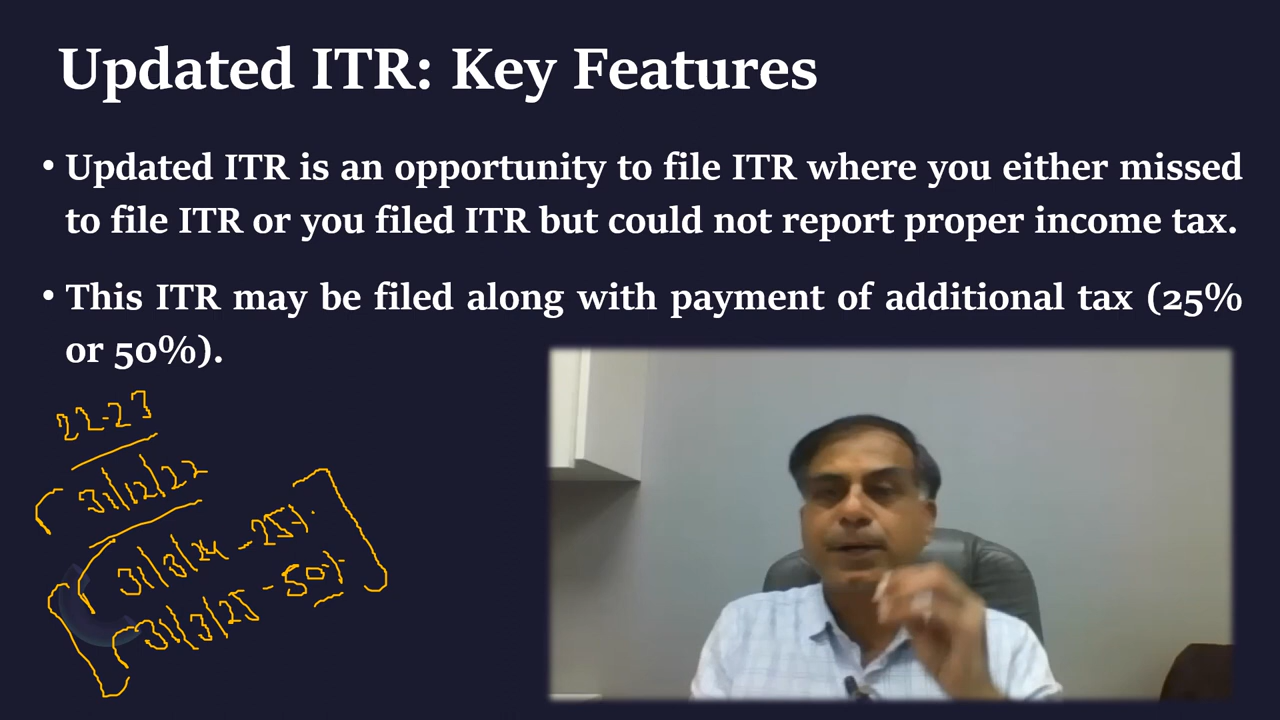 Updated ITR: Key Features
• Updated ITR is an opportunity to file ITR where you either missed
to file ITR or you filed ITR but could not report proper income tax.
• This ITR may be filed along with payment of additional tax (25%
or 50%).
22-23
31/12/22
31/3/24 - 25%.
31/3/25 - 50%